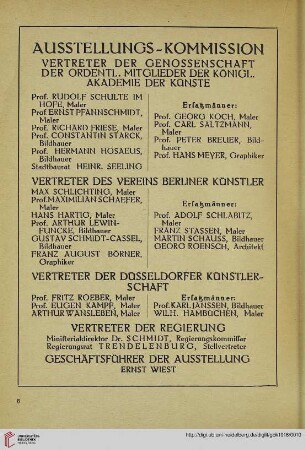 AUSSTELLUNGS-KOMMISSION
VERTRETER DER GENOSSENSCHAFT
DER ORDENTL. MITGLIEDER DER KÖNIGL.
AKADEMIE DER KÜNSTE
Prof. RUDOLF SCHULTE IM
HOFE, Maler
Prof. ERNST PFANNSCHMIDT,
Maler
Prof. RICHARD FRIESE, Maler
Prof. CONSTANTIN STARCK,
Bildhauer
Prof. HERMANN HOSAEUS,
Bildhauer
Stadtbaurat HEINR. SEELING
Ersatzmänner:
Prof. GEORG KOCH, Maler
Prof. CARL SALTZMANN,
Maler
Prof. PETER BREUER, Bild-
hauer
Prof. HANS MEYER, Graphiker
VERTRETER DES VEREINS BERLINER KÜNSTLER
MAX SCHLICHTING, Maler
Prof. MAXIMILIAN SCHAEFER,
Maler
HANS HARTIG, Maler
Prof. ARTHUR LEWIN-
FUNCKE, Bildhauer
GUSTAV SCHMIDT-CASSEL,
Bildhauer
FRANZ AUGUST BÖRNER,
Graphiker
Ersatzmänner:
Prof. ADOLF SCHLABITZ,
Maler
FRANZ STASSEN, Maler
MARTIN SCHAUSS, Bildhauer
GEORG ROENSCH, Architekt
VERTRETER DER DÜSSELDORFER KÜNSTLER-
SCHAFT
Prof. FRITZ ROEBER, Maler
Prof. EUGEN KAMPF, Maler
ARTHUR WANSLEBEN, Maler
Ersatzmänner:
Prof. KARL JANSSEN, Bildhauer
WILH. HAMBÜCHEN, Maler
VERTRETER DER REGIERUNG
Ministerialdirektor Dr. SCHMIDT, Regierungskommissar
Regierungsrat TRENDELENBURG, Stellvertreter
GESCHÄFTSFÜHRER DER AUSSTELLUNG
ERNST WIEST
UNIVERSITÄTS-
BIBLIOTHEK
HEIDELBERG